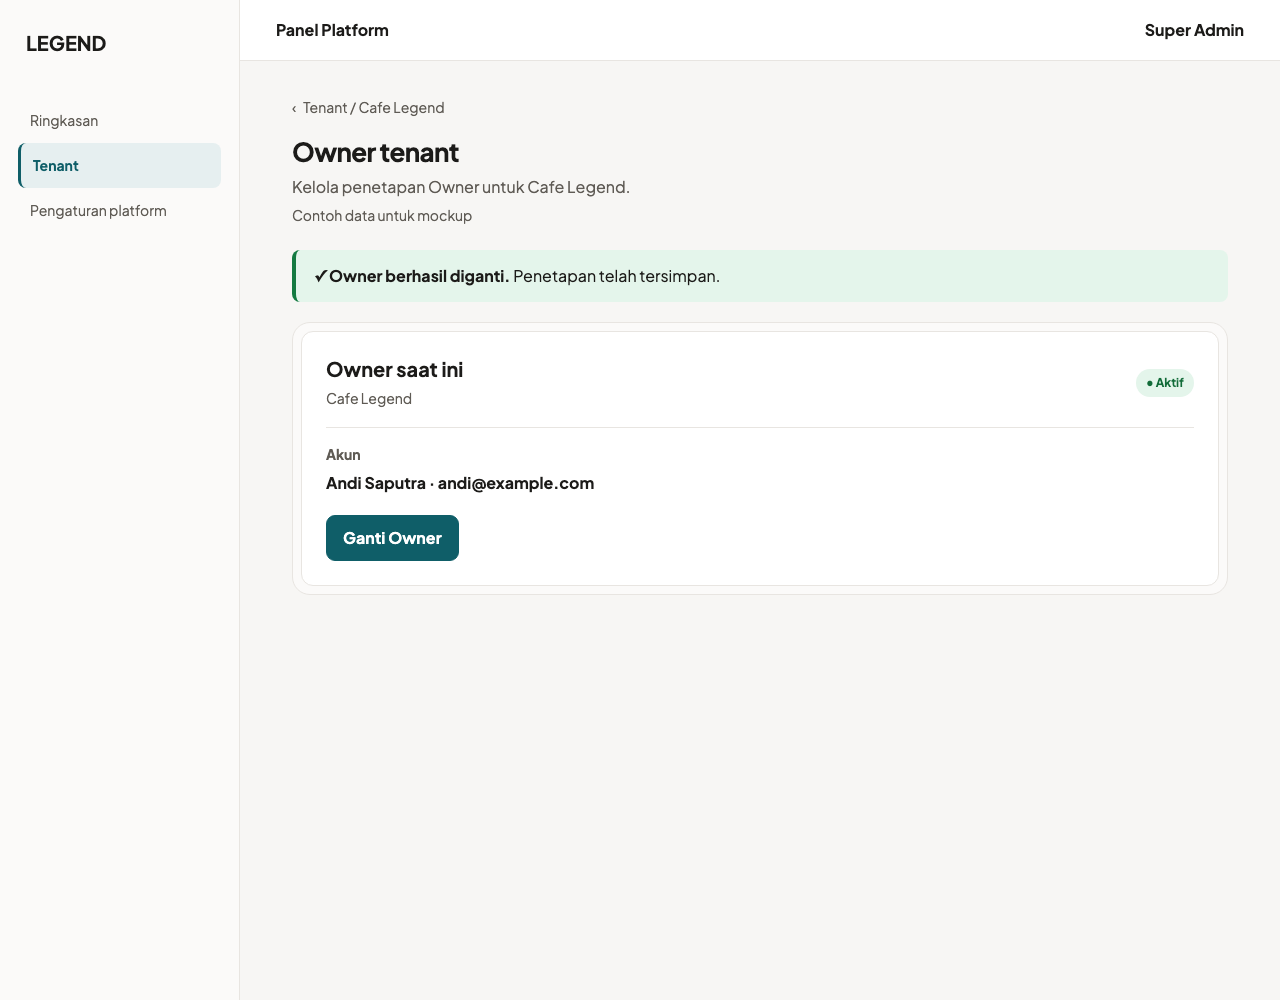 LEGEND
Ringkasan
Tenant
Pengaturan platform
Panel Platform
Super Admin
‹ Tenant / Cafe Legend
Owner tenant
Kelola penetapan Owner untuk Cafe Legend.
Contoh data untuk mockup
✓Owner berhasil diganti. Penetapan telah tersimpan.
Owner saat ini
Cafe Legend
● Aktif
Akun
Andi Saputra · andi@example.com
Ganti Owner